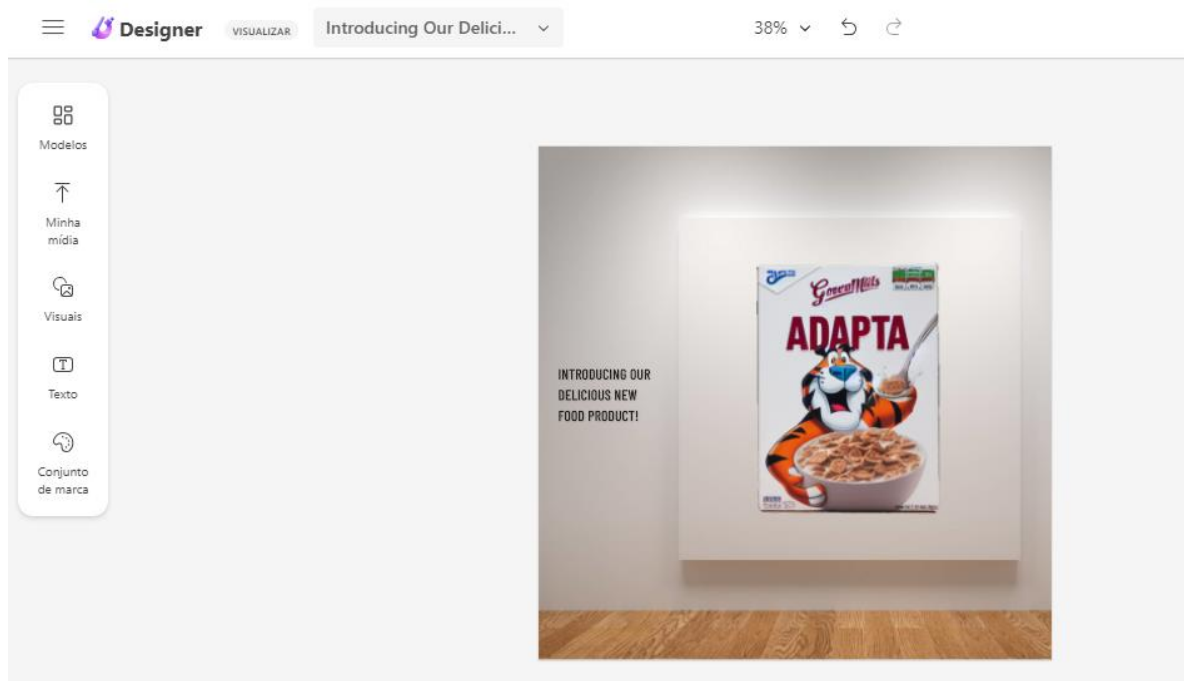 Designer
VISUALIZAR
Introducing Our Delici...
38%
Modelos
Minha
mídia
Visuais
Texto
Conjunto
de marca
ADAPTA
INTRODUCING OUR
DELICIOUS NEW
FOOD PRODUCT!